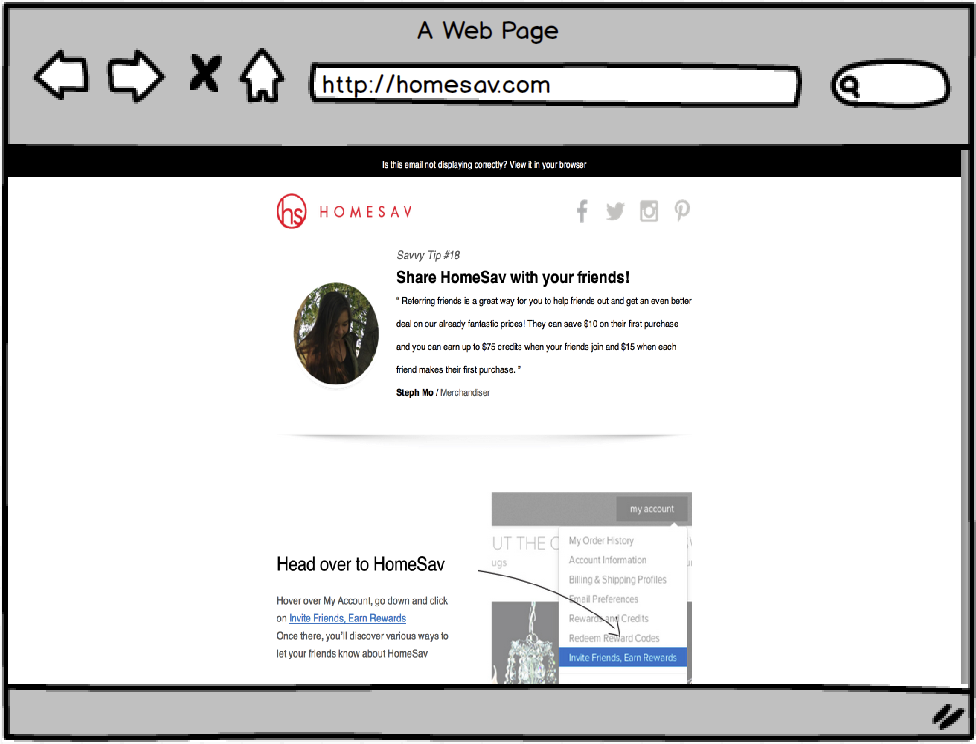 A Web Page
http://homesav.com
Is this email not displaying correctly? View it in your browser
hs HOMESAV
Savvy Tip #18
Share HomeSav with your friends!
" Referring friends is a great way for you to help friends out and get an even better
deal on our already fantastic prices! They can save $10 on their first purchase
and you can earn up to $75 credits when your friends join and $15 when each
friend makes their first purchase. "
Steph Mo / Merchandiser
my account
UT THE C
ugs
My Order History
Account Information
Billing & Shipping Profiles
Email Preferences
Rewards and Credits
Redeem Reward Codes
Invite Friends, Earn Rewards
Head over to HomeSav
Hover over My Account, go down and click
on Invite Friends, Earn Rewards
Once there, you'll discover various ways to
let your friends know about HomeSav